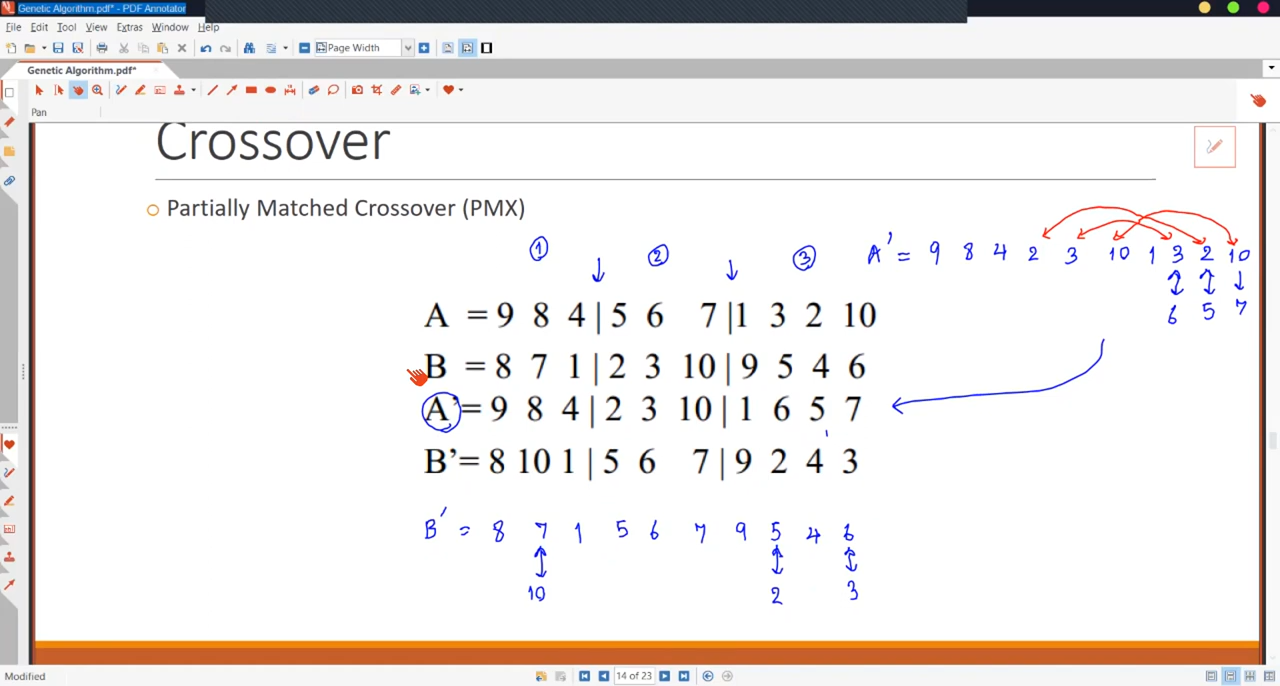 Genetic Algorithm.pdf* - PDF Annotator
File Edit Tool View Extras Window Help
Page Width
Genetic Algorithm.pdf*
Pan
Crossover
Partially Matched Crossover (PMX)
1 2 3
A' = 9 8 4 2 3 10 1 3 2 10
6 5 7
A = 9 8 4 | 5 6 7 | 1 3 2 10
B = 8 7 1 | 2 3 10 | 9 5 4 6
A’= 9 8 4 | 2 3 10 | 1 6 5 7
B’= 8 10 1 | 5 6 7 | 9 2 4 3
B' = 8 7 1 5 6 7 9 5 4 6
10 2 3
Modified
14 of 23